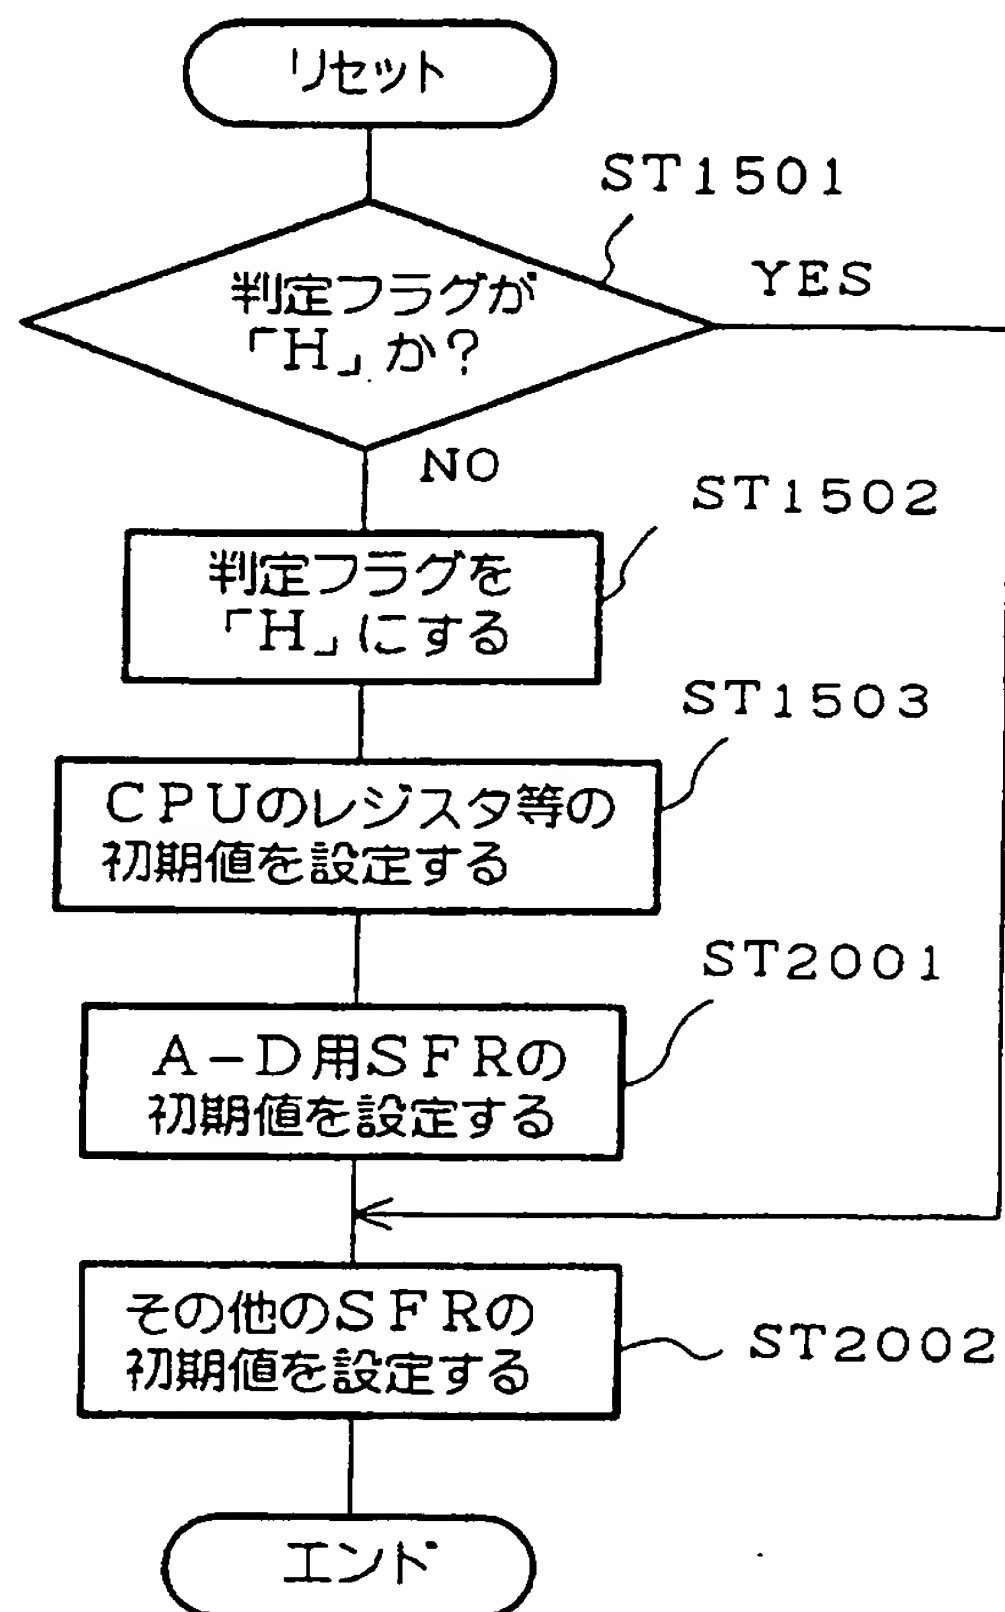 リセット
ST1501
判定フラグが
「H」か?
YES
NO
ST1502
判定フラグを
「H」にする
ST1503
CPUのレジスタ等の
初期値を設定する
ST2001
A-D用SFRの
初期値を設定する
その他のSFRの
初期値を設定する
ST2002
エンド